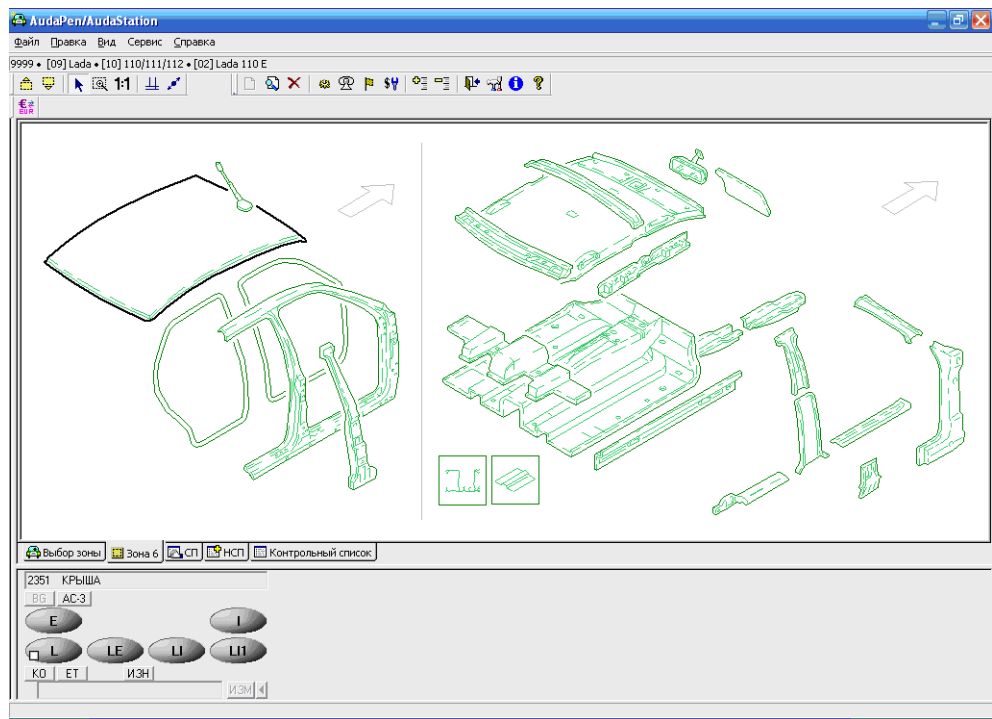 AudaPen/AudaStation
Файл Правка Вид Сервис Справка
9999 • [09] Lada • [10] 110/111/112 • [02] Lada 110 E
1:1 $ i ?
€ EUR
Выбор зоны Зона 6 СП НСП Контрольный список
2351 КРЫША
BG АС-3
E I
L LE LI LI1
КО ЕТ ИЗН
ИЗМ